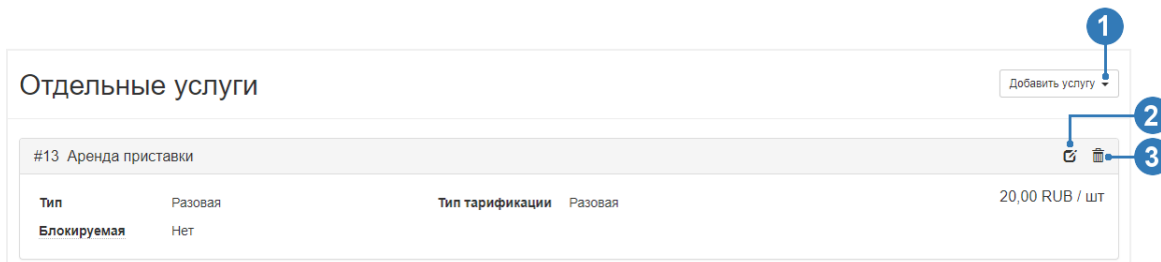 1
Отдельные услуги
Добавить услугу
2
#13 Аренда приставки
3
Тип Разовая Тип тарификации Разовая 20,00 RUB / шт
Блокируемая Нет